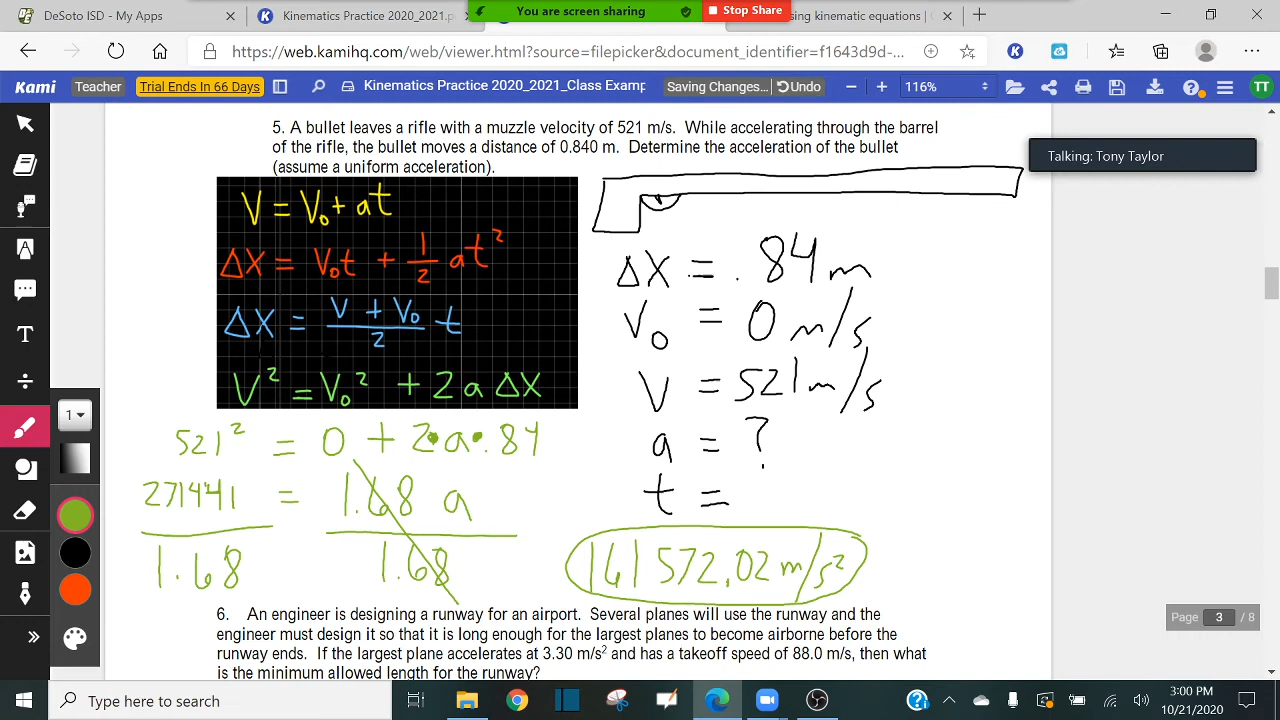 DeSoto ISD - My Apps
Kinematics Practice 2020_2021.p
You are screen sharing
Stop Share
sing kinematic equations | C
https://web.kamihq.com/web/viewer.html?source=filepicker&document_identifier=f1643d9d-...
Kami Teacher Trial Ends In 66 Days Kinematics Practice 2020_2021_Class Examp Saving Changes... Undo 116% TT
Talking: Tony Taylor
5. A bullet leaves a rifle with a muzzle velocity of 521 m/s. While accelerating through the barrel
of the rifle, the bullet moves a distance of 0.840 m. Determine the acceleration of the bullet
(assume a uniform acceleration).
V = V₀ + at
ΔX = V₀t + 1/2 at²
ΔX = (V + V₀)/2 t
V² = V₀² + 2a ΔX
ΔX = .84 m
V₀ = 0 m/s
V = 521 m/s
a = ?
t =
521² = 0 + 2•a•.84
271441 = 1.68 a
1.68 1.68
161 572.02 m/s²
6. An engineer is designing a runway for an airport. Several planes will use the runway and the
engineer must design it so that it is long enough for the largest planes to become airborne before the
runway ends. If the largest plane accelerates at 3.30 m/s² and has a takeoff speed of 88.0 m/s, then what
is the minimum allowed length for the runway?
1
Page 3 / 8
Type here to search
3:00 PM
10/21/2020